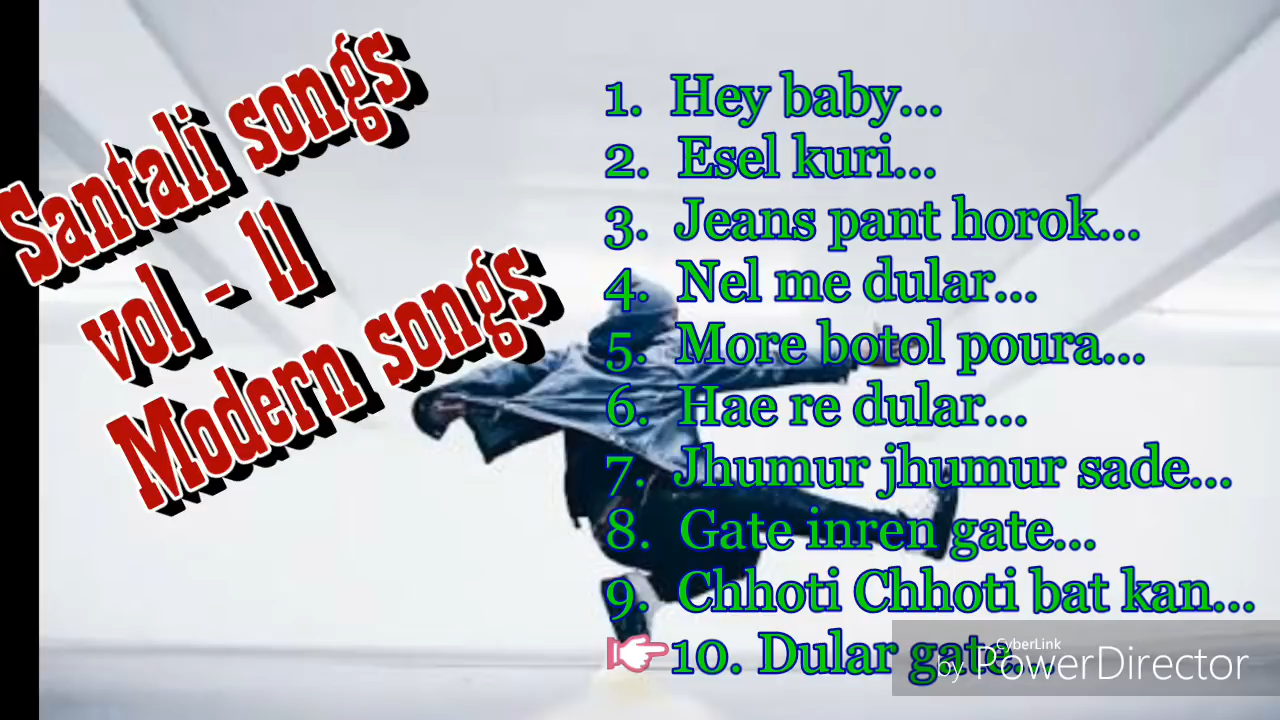 Santali songs
vol - 11
Modern songs
1. Hey baby...
2. Esel kuri...
3. Jeans pant horok...
4. Nel me dular...
5. More botol poura...
6. Hae re dular...
7. Jhumur jhumur sade...
8. Gate inren gate...
9. Chhoti Chhoti bat kan...
10. Dular gate...
CyberLink
by PowerDirector